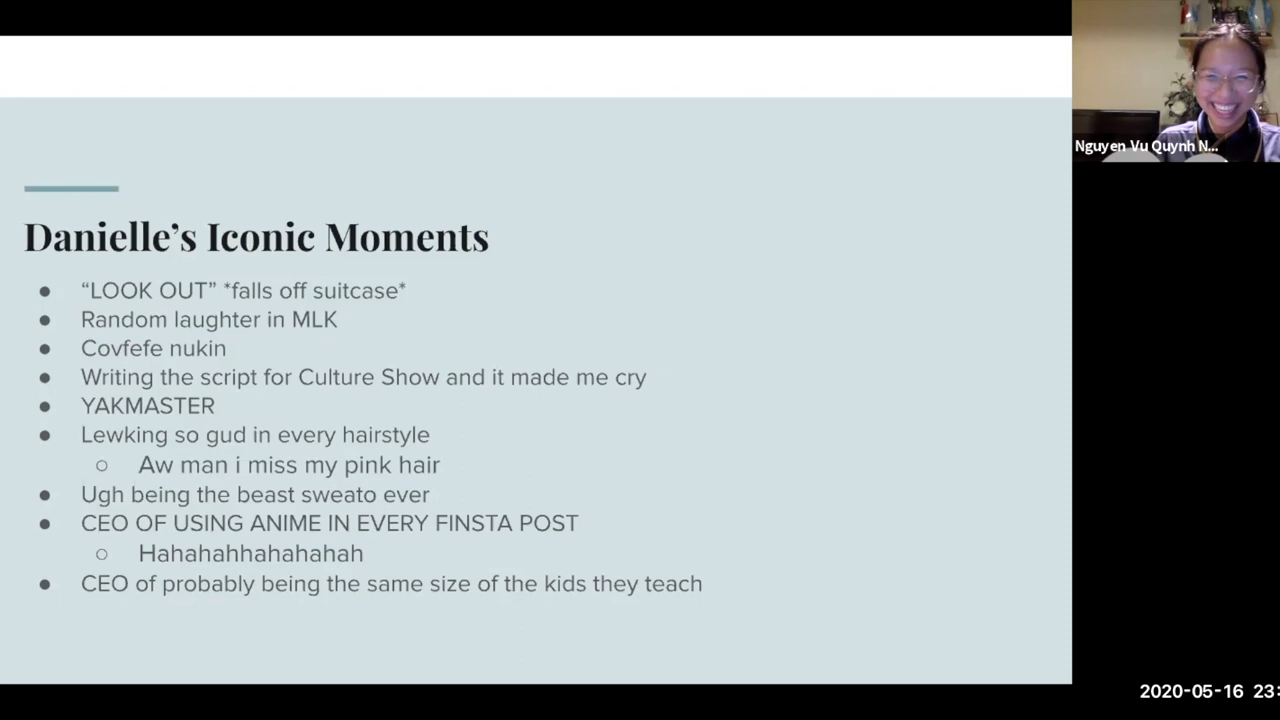 Nguyen Vu Quynh N...
Danielle’s Iconic Moments
● “LOOK OUT” *falls off suitcase*
● Random laughter in MLK
● Covfefe nukin
● Writing the script for Culture Show and it made me cry
● YAKMASTER
● Lewking so gud in every hairstyle
○ Aw man i miss my pink hair
● Ugh being the beast sweato ever
● CEO OF USING ANIME IN EVERY FINSTA POST
○ Hahahahhahahahah
● CEO of probably being the same size of the kids they teach
2020-05-16 23: